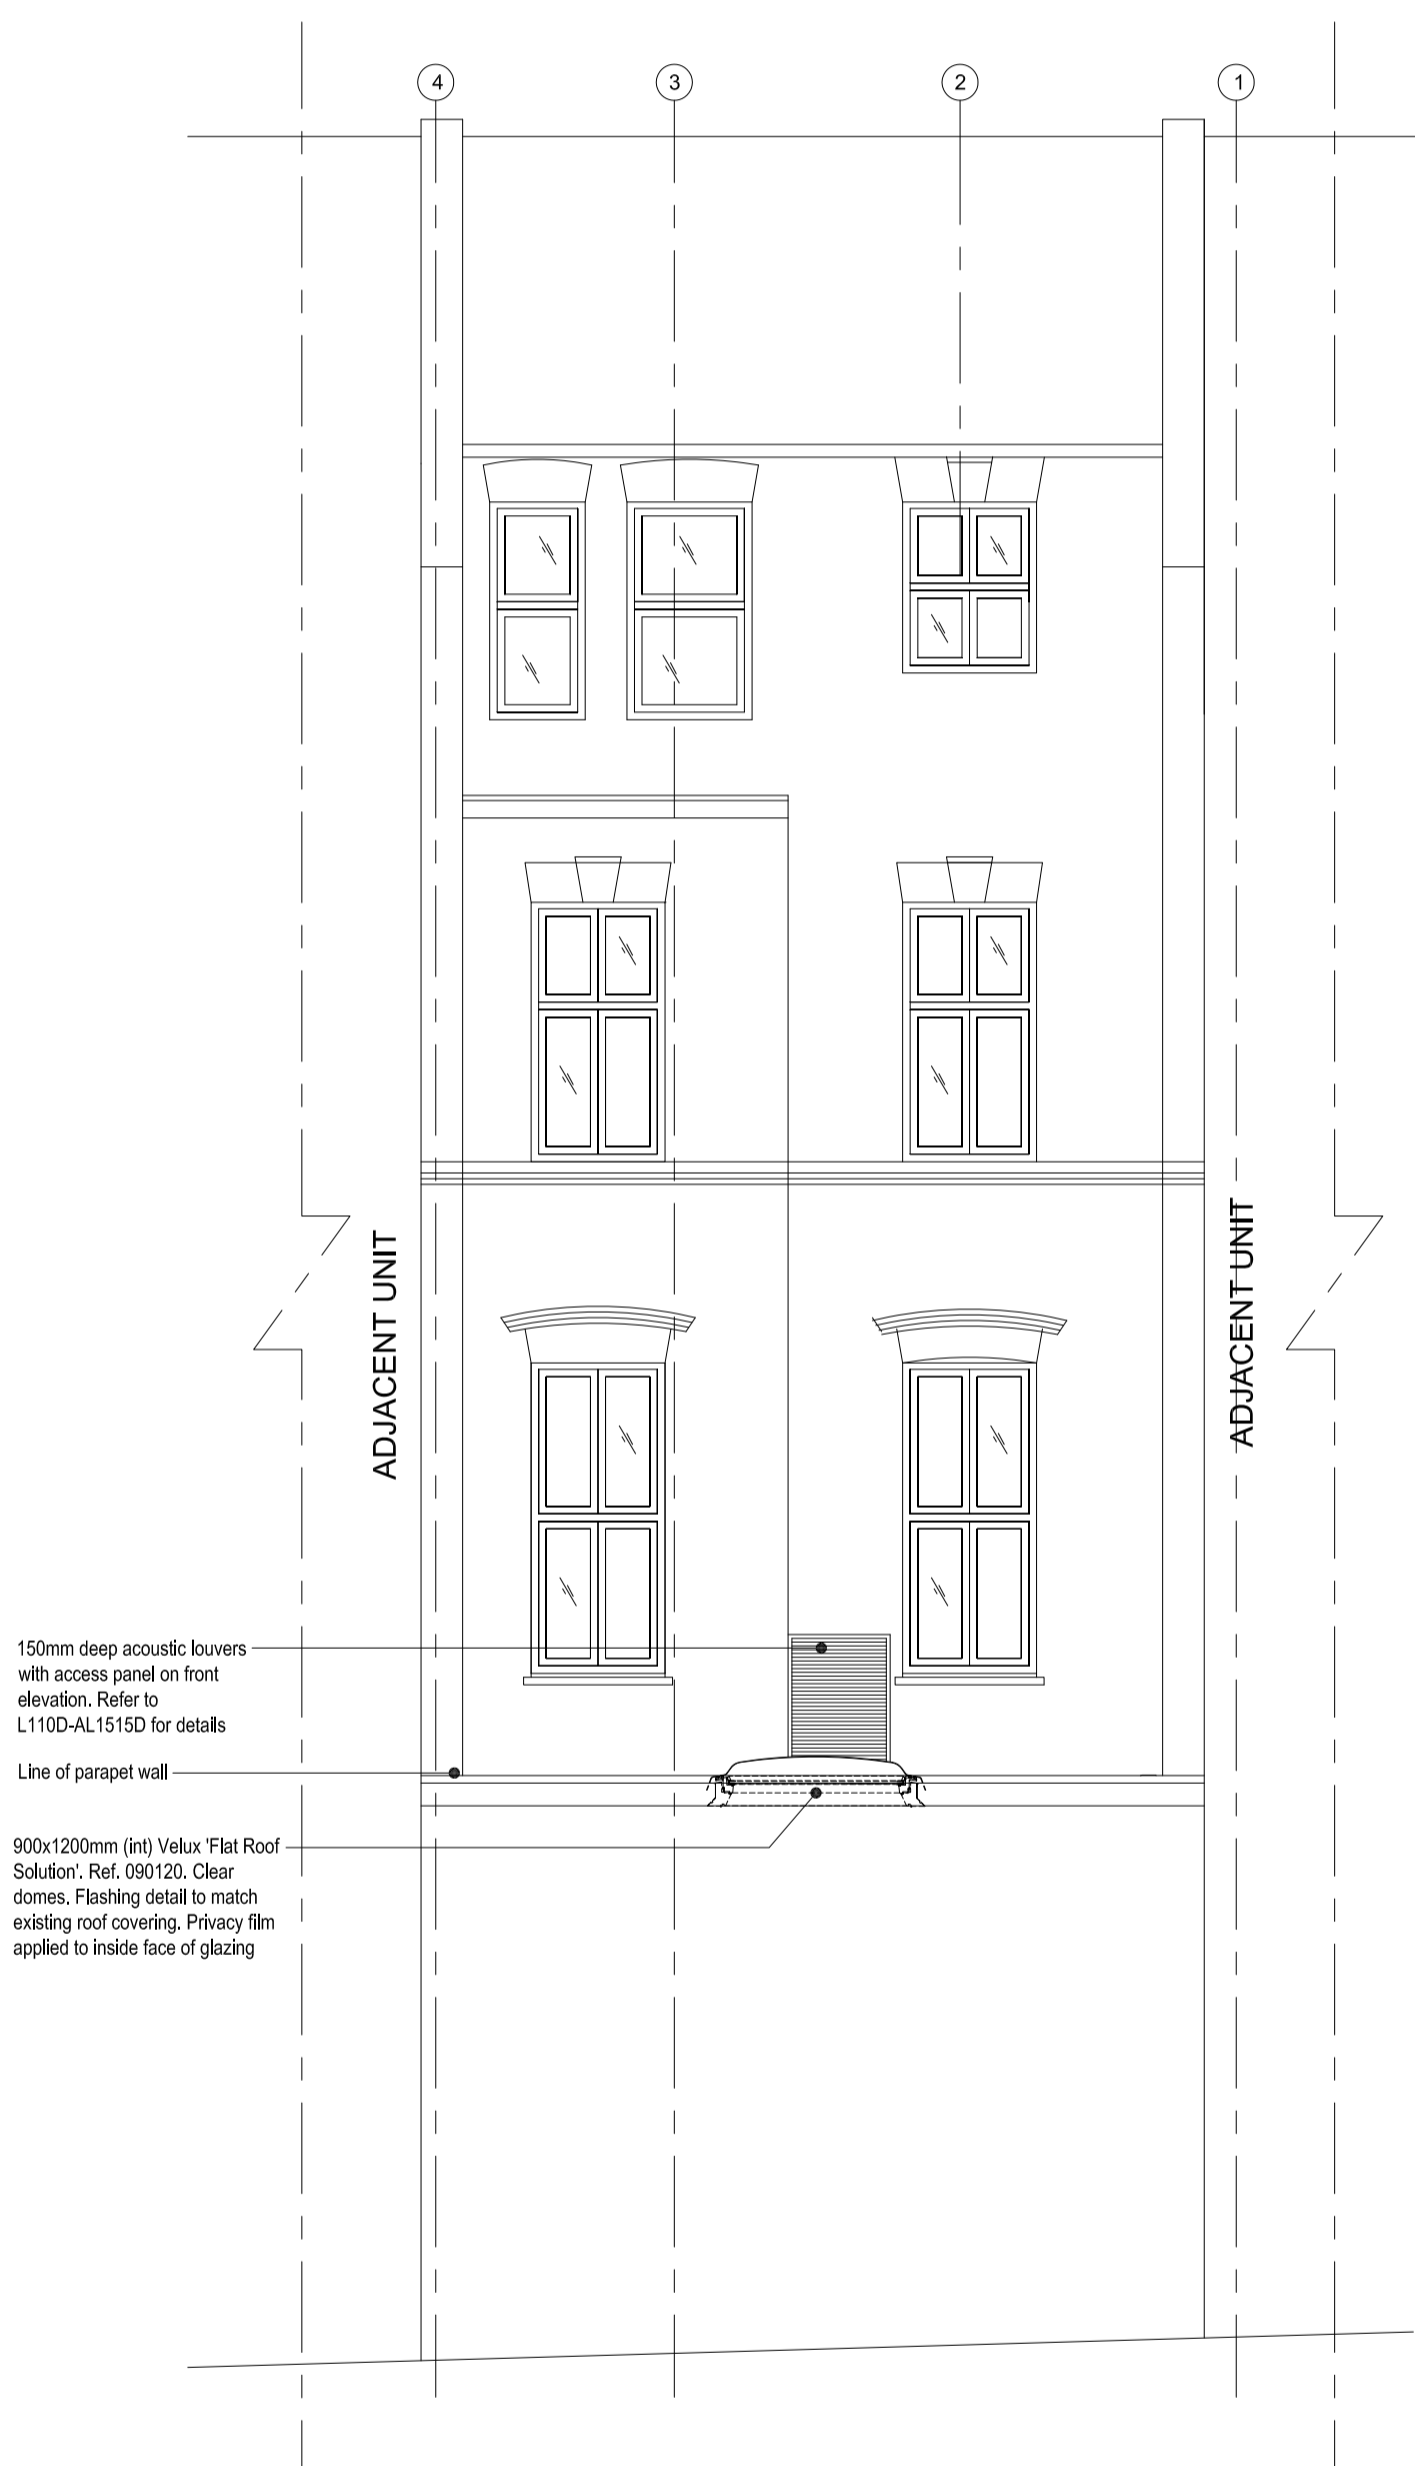 4
3
2
1
ADJACENT UNIT
ADJACENT UNIT
150mm deep acoustic louvers
with access panel on front
elevation. Refer to
L110D-AL1515D for details
Line of parapet wall
900x1200mm (int) Velux 'Flat Roof
Solution'. Ref. 090120. Clear
domes. Flashing detail to match
existing roof covering. Privacy film
applied to inside face of glazing